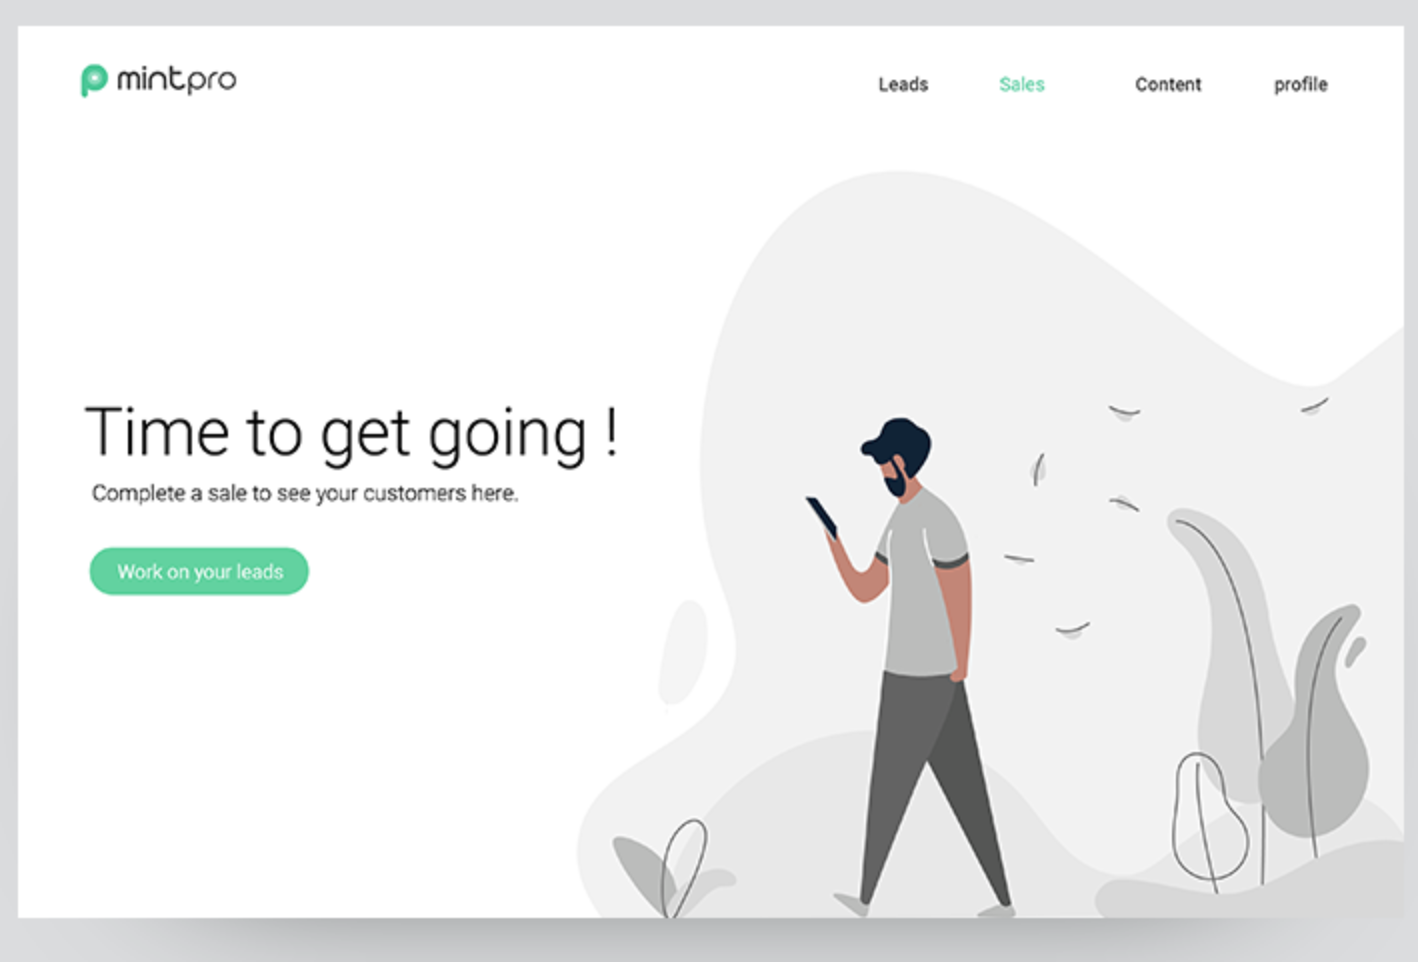 mintpro
Leads Sales Content profile
Time to get going !
Complete a sale to see your customers here.
Work on your leads